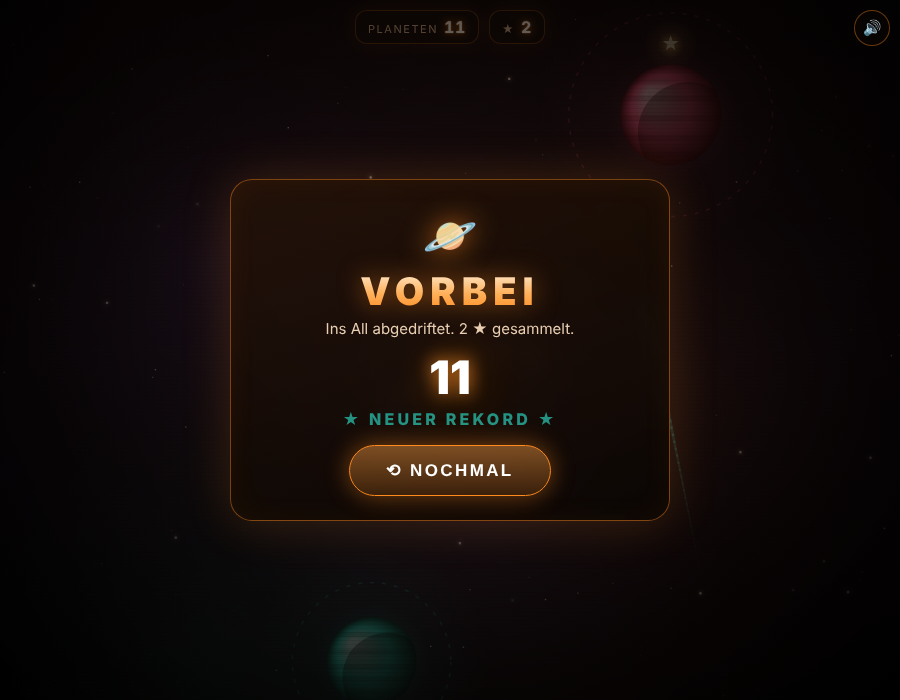 PLANETEN 11 ★ 2
VORBEI
Ins All abgedriftet. 2 ★ gesammelt.
11
★ NEUER REKORD ★
⟲ NOCHMAL